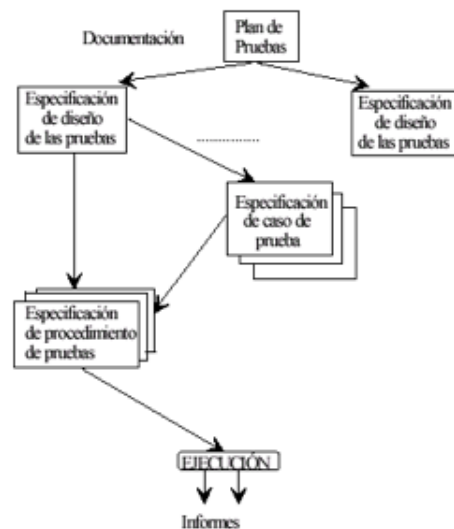 Documentación
Plan de
Pruebas
Especificación
de diseño
de las pruebas
Especificación
de diseño
de las pruebas
Especificación
de caso de
prueba
Especificación
de procedimiento
de pruebas
EJECUCIÓN
Informes